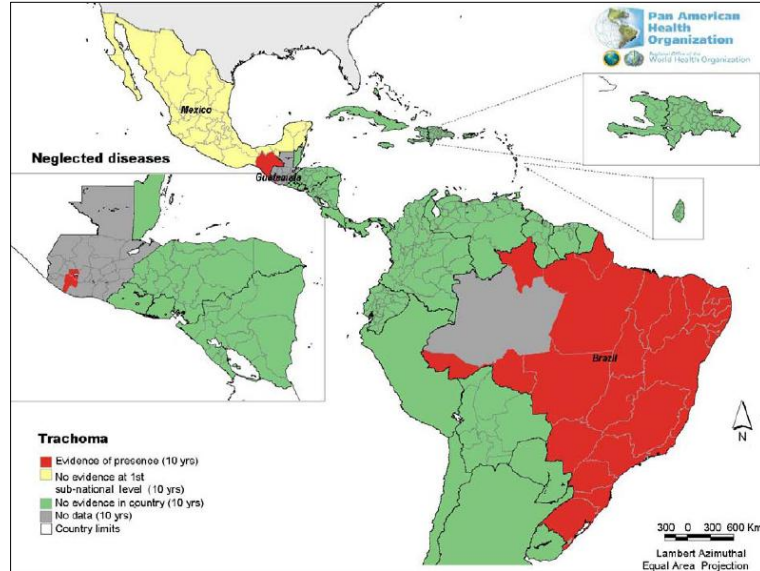 Pan American
Health
Organization
Regional Office of the
World Health Organization
Mexico
Neglected diseases
Guatemala
Brazil
Trachoma
Evidence of presence (10 yrs)
No evidence at 1st
sub-national level (10 yrs)
No evidence in country (10 yrs)
No data (10 yrs)
Country limits
N
300 0 300 600 Km
Lambert Azimuthal
Equal Area Projection